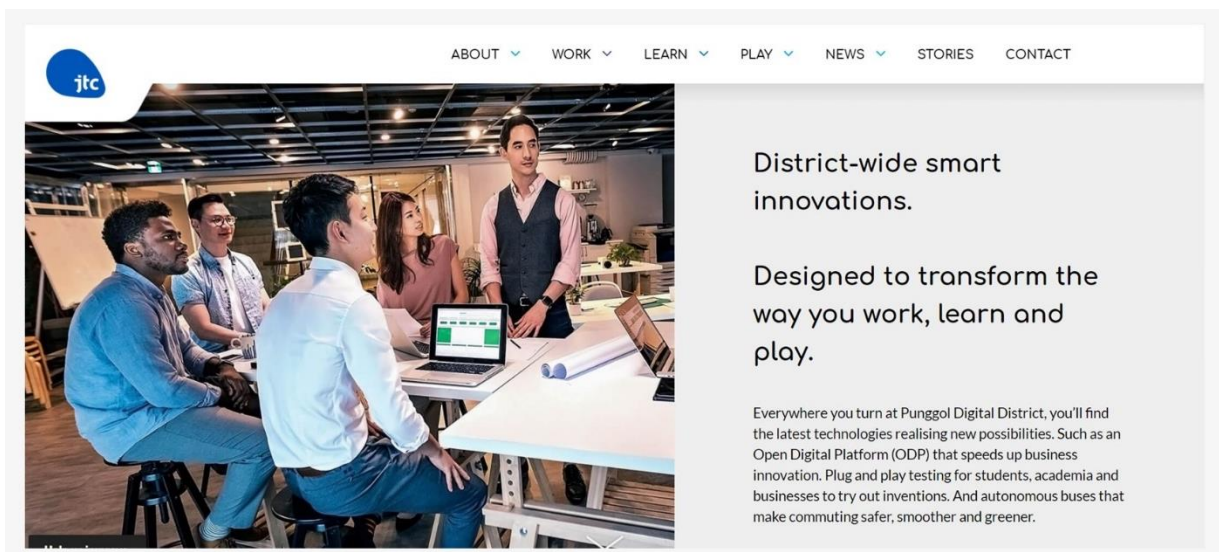 jtc
ABOUT WORK LEARN PLAY NEWS STORIES CONTACT
District-wide smart
innovations.
Designed to transform the
way you work, learn and
play.
Everywhere you turn at Punggol Digital District, you'll find
the latest technologies realising new possibilities. Such as an
Open Digital Platform (ODP) that speeds up business
innovation. Plug and play testing for students, academia and
businesses to try out inventions. And autonomous buses that
make commuting safer, smoother and greener.